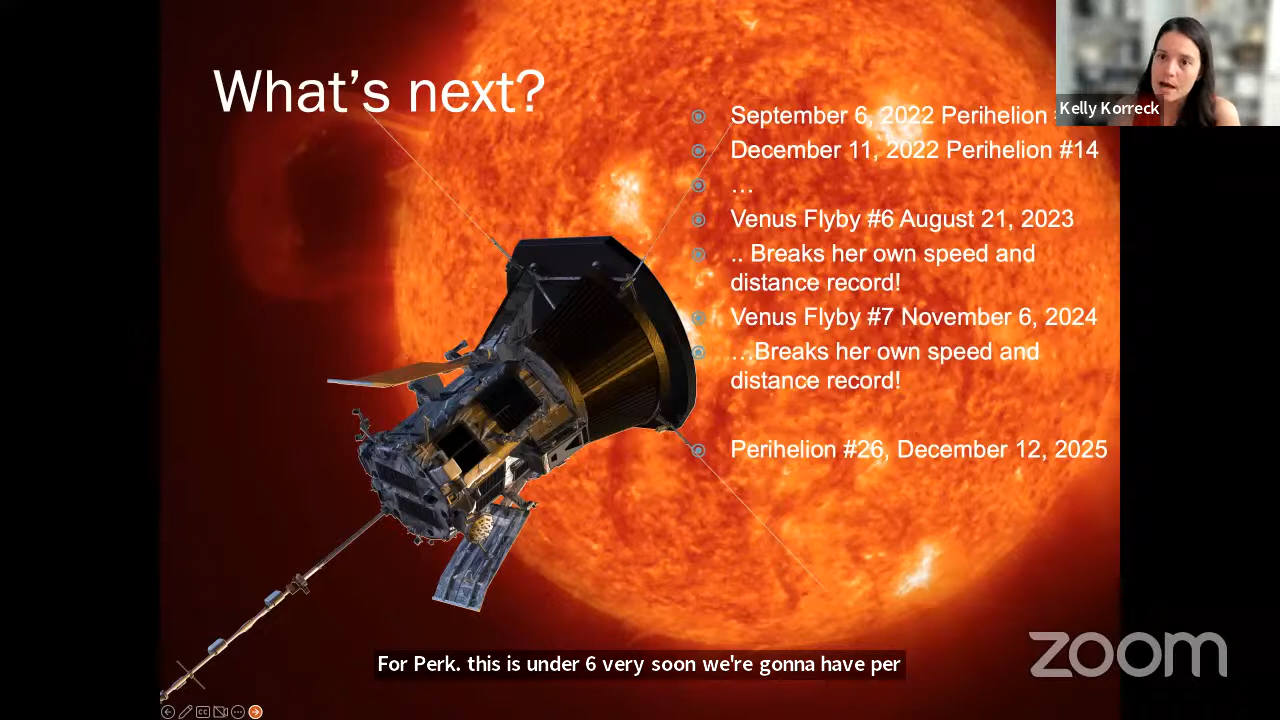 What's next?
Kelly Korreck
September 6, 2022 Perihelion
December 11, 2022 Perihelion #14
…
Venus Flyby #6 August 21, 2023
.. Breaks her own speed and
distance record!
Venus Flyby #7 November 6, 2024
…Breaks her own speed and
distance record!
Perihelion #26, December 12, 2025
For Perk. this is under 6 very soon we're gonna have per
zoom
CC